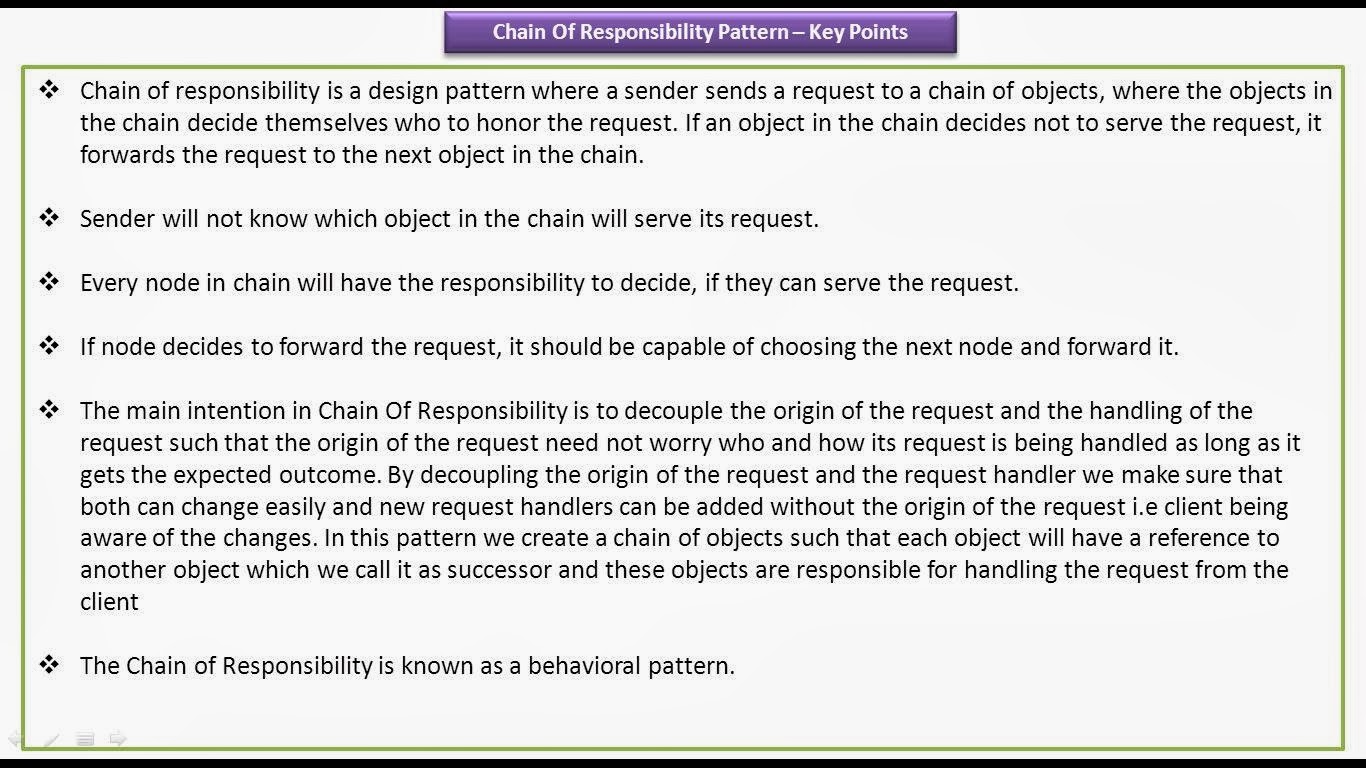 Chain Of Responsibility Pattern – Key Points
❖ Chain of responsibility is a design pattern where a sender sends a request to a chain of objects, where the objects in
the chain decide themselves who to honor the request. If an object in the chain decides not to serve the request, it
forwards the request to the next object in the chain.
❖ Sender will not know which object in the chain will serve its request.
❖ Every node in chain will have the responsibility to decide, if they can serve the request.
❖ If node decides to forward the request, it should be capable of choosing the next node and forward it.
❖ The main intention in Chain Of Responsibility is to decouple the origin of the request and the handling of the
request such that the origin of the request need not worry who and how its request is being handled as long as it
gets the expected outcome. By decoupling the origin of the request and the request handler we make sure that
both can change easily and new request handlers can be added without the origin of the request i.e client being
aware of the changes. In this pattern we create a chain of objects such that each object will have a reference to
another object which we call it as successor and these objects are responsible for handling the request from the
client
❖ The Chain of Responsibility is known as a behavioral pattern.